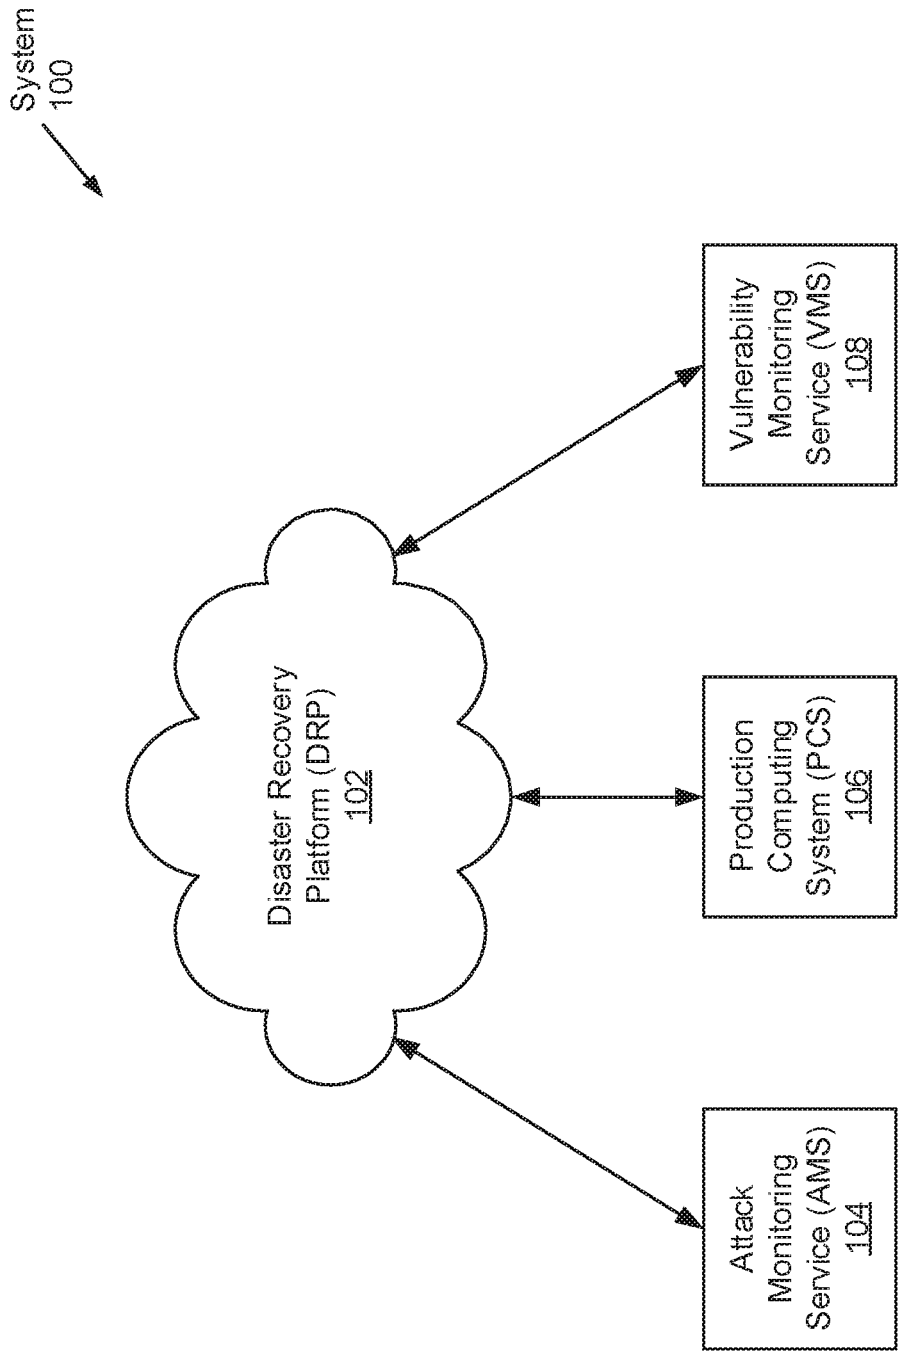 System
100
Disaster Recovery
Platform (DRP)
102
Attack
Monitoring
Service (AMS)
104
Production
Computing
System (PCS)
106
Vulnerability
Monitoring
Service (VMS)
108